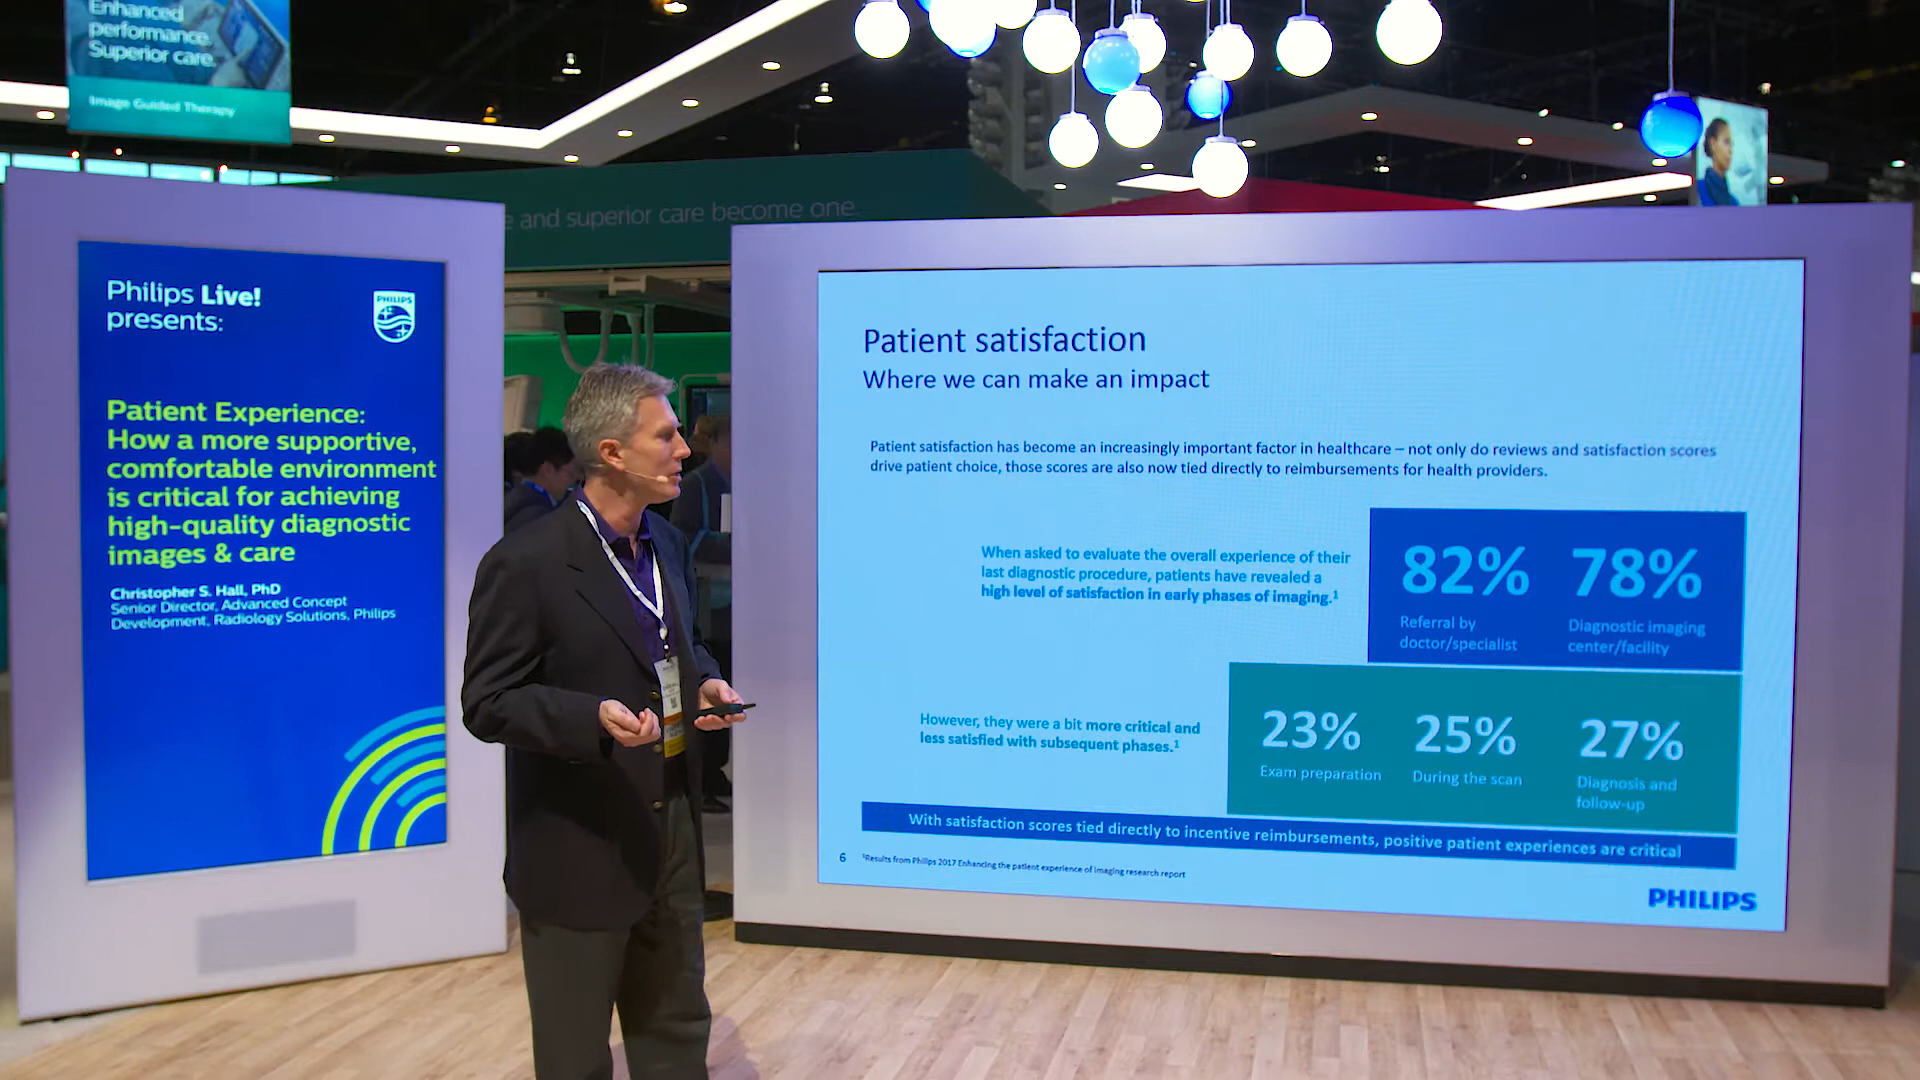 Enhanced
performance.
Superior care.
Image Guided Therapy
and superior care become one.
Philips Live!
presents:
PHILIPS
Patient Experience:
How a more supportive,
comfortable environment
is critical for achieving
high-quality diagnostic
images & care
Christopher S. Hall, PhD
Senior Director, Advanced Concept
Development, Radiology Solutions, Philips
Patient satisfaction
Where we can make an impact
Patient satisfaction has become an increasingly important factor in healthcare – not only do reviews and satisfaction scores
drive patient choice, those scores are also now tied directly to reimbursements for health providers.
When asked to evaluate the overall experience of their
last diagnostic procedure, patients have revealed a
high level of satisfaction in early phases of imaging.¹
82% 78%
Referral by
doctor/specialist
Diagnostic imaging
center/facility
However, they were a bit more critical and
less satisfied with subsequent phases.¹
23% 25% 27%
Exam preparation
During the scan
Diagnosis and
follow-up
With satisfaction scores tied directly to incentive reimbursements, positive patient experiences are critical
6
¹Results from Philips 2017 Enhancing the patient experience of imaging research report
PHILIPS